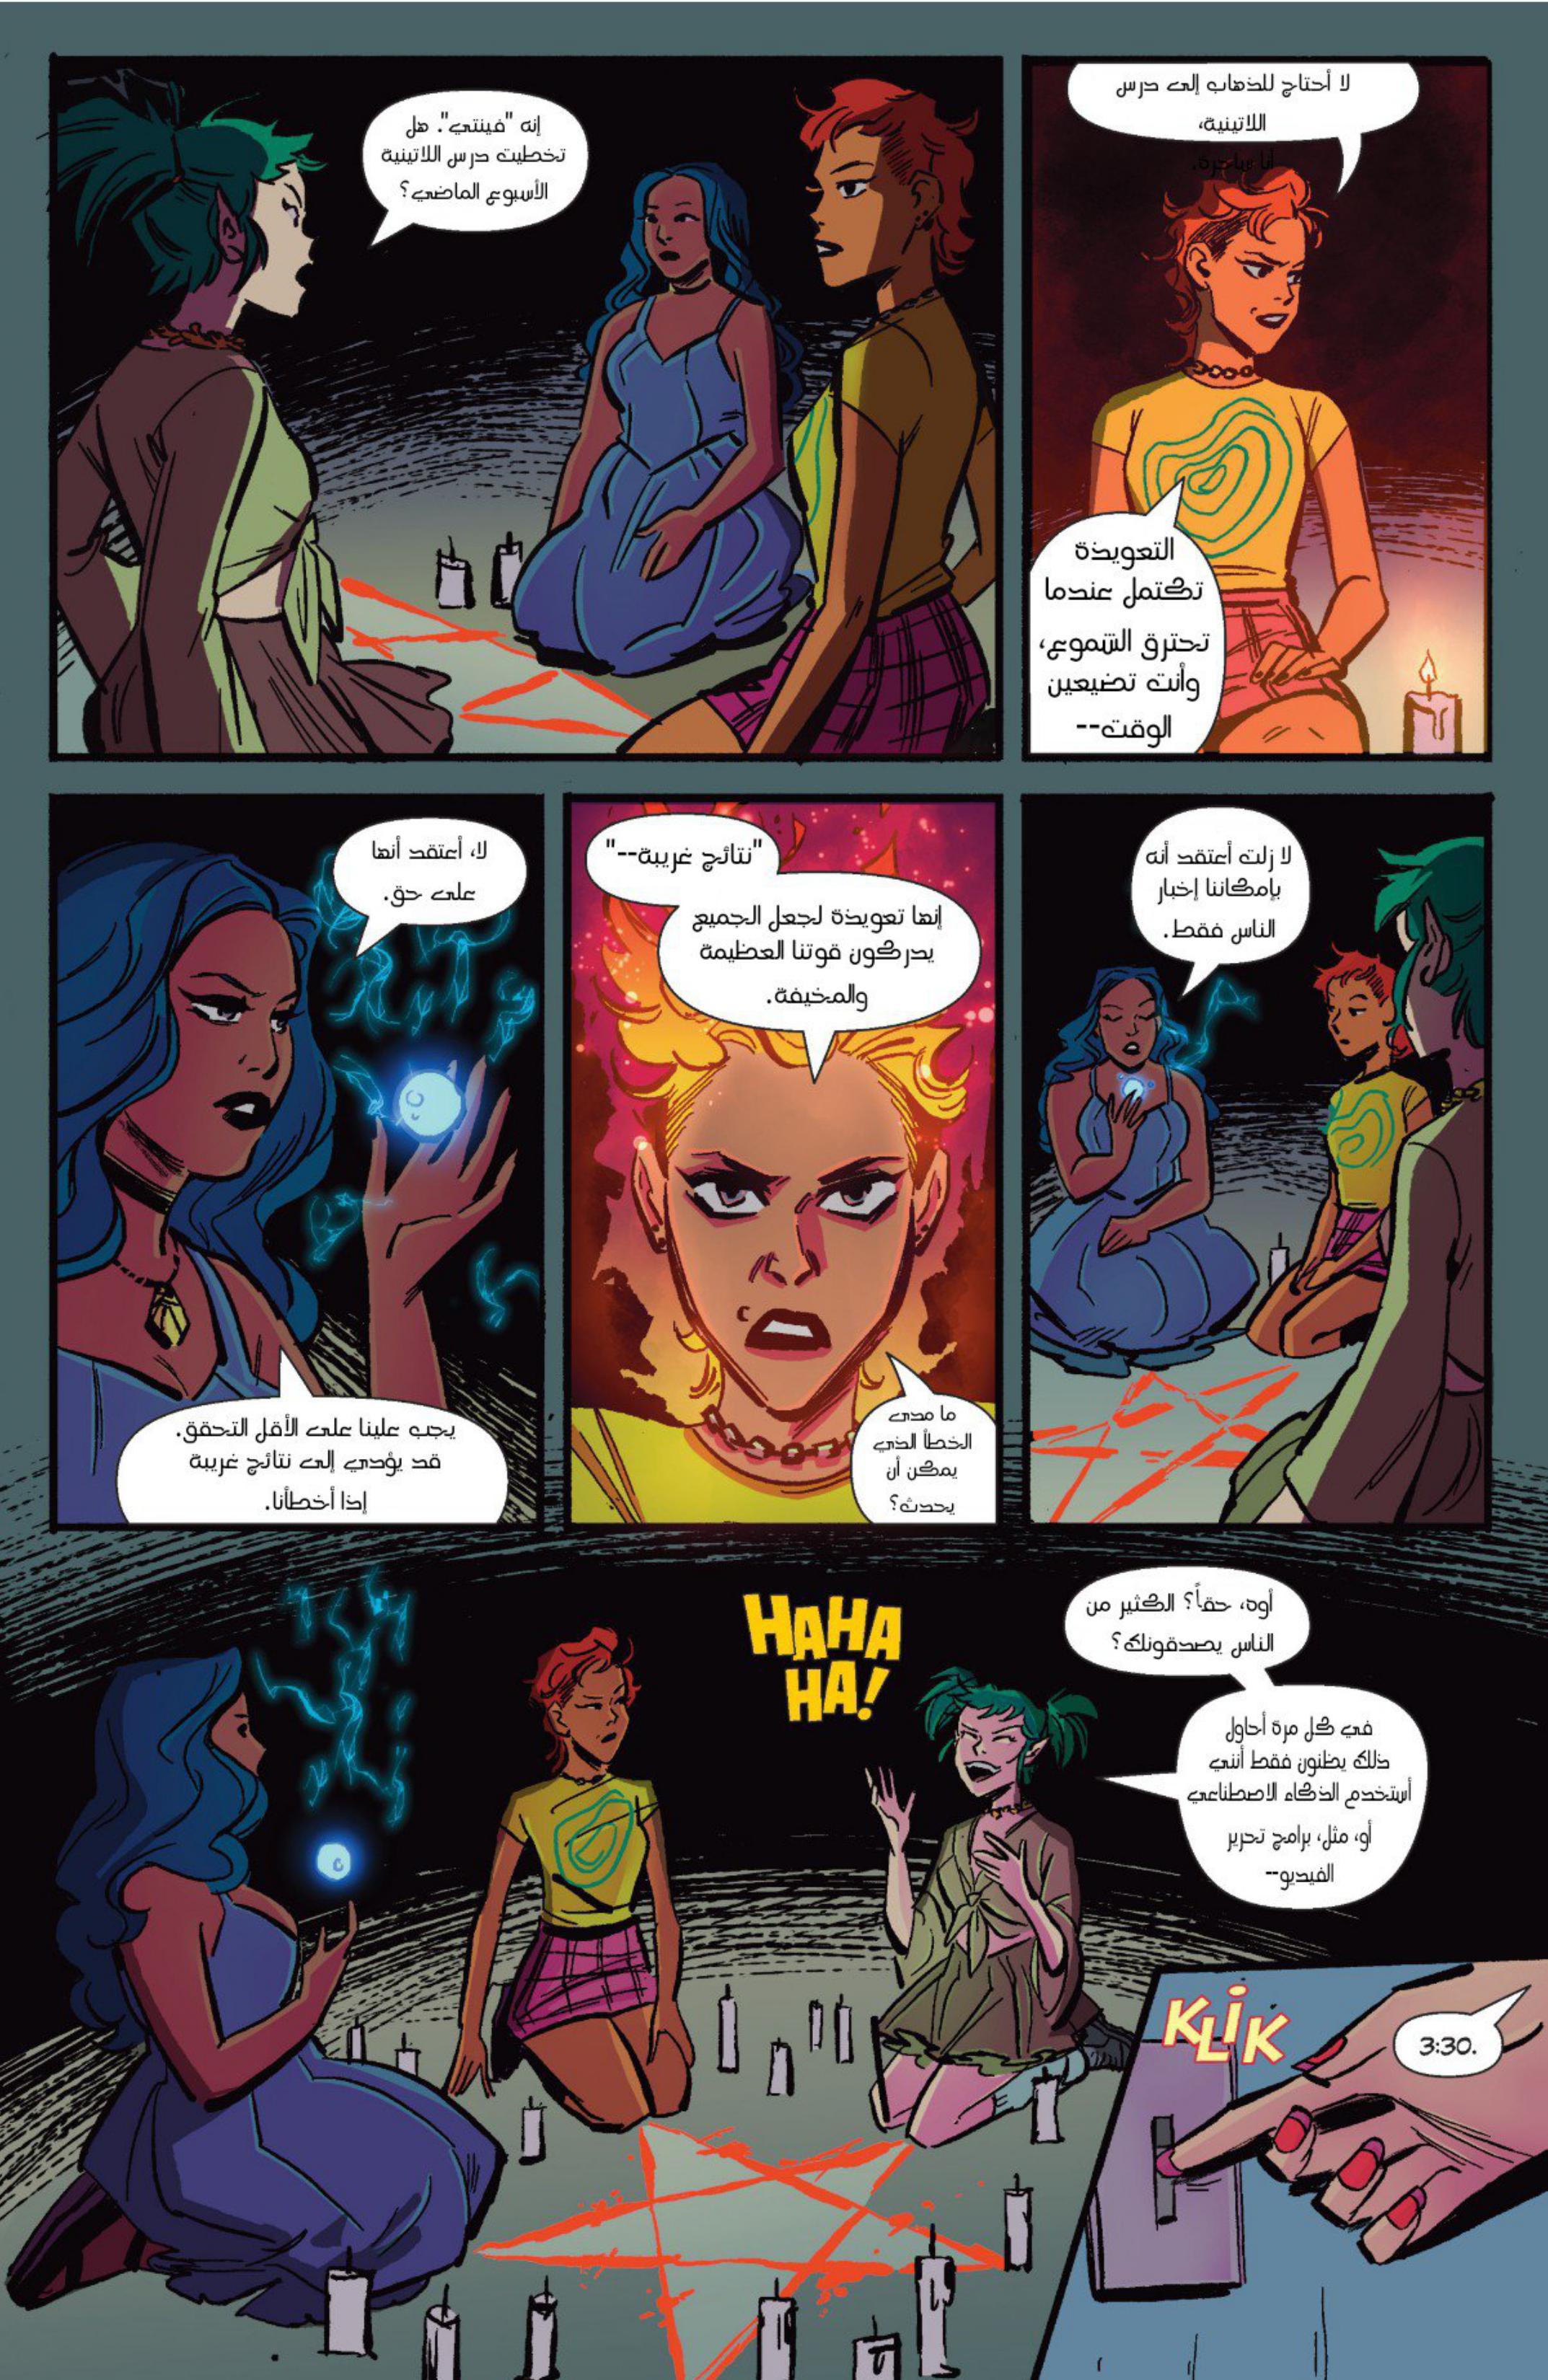 إنه "فينتي". هل
تخطيت درس اللاتينية
الأسبوع الماضي؟
لا أحتاج للذهاب إلى درس
اللاتينية،
أنا ساحرة.
التعويذة
تكتمل عندما
تحترق الشموع،
وأنت تضيعين
الوقت--
لا، أعتقد أنها
على حق.
يجب علينا على الأقل التحقق.
قد يؤدي إلى نتائج غريبة
إذا أخطأنا.
"نتائج غريبة--"
إنها تعويذة لجعل الجميع
يدركون قوتنا العظيمة
والمخيفة.
ما مدى
الخطأ الذي
يمكن أن
يحدث؟
لا زلت أعتقد أنه
بإمكاننا إخبار
الناس فقط.
HAHA
HA!
أوه، حقاً؟ الكثير من
الناس يصدقونك؟
في كل مرة أحاول
ذلك يظنون فقط أنني
أستخدم الذكاء الاصطناعي
أو، مثل، برامج تحرير
الفيديو--
KLIK
3:30.